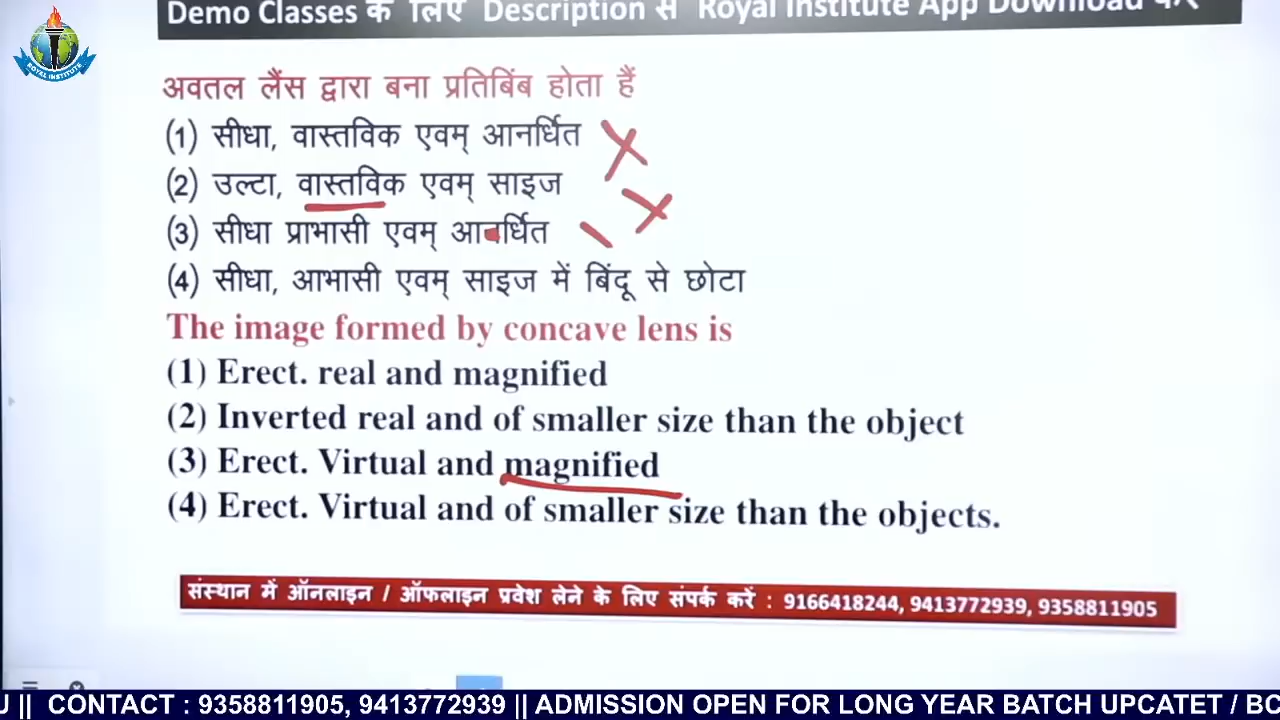 Demo Classes के लिए Description से Royal Institute App Download करें
ROYAL INSTITUTE
अवतल लैंस द्वारा बना प्रतिबिंब होता हैं
(1) सीधा, वास्तविक एवम् आनर्धित
(2) उल्टा, वास्तविक एवम् साइज
(3) सीधा प्राभासी एवम् आनर्धित
(4) सीधा, आभासी एवम् साइज में बिंदू से छोटा
The image formed by concave lens is
(1) Erect. real and magnified
(2) Inverted real and of smaller size than the object
(3) Erect. Virtual and magnified
(4) Erect. Virtual and of smaller size than the objects.
संस्थान में ऑनलाइन / ऑफलाइन प्रवेश लेने के लिए संपर्क करें : 9166418244, 9413772939, 9358811905
|| CONTACT : 9358811905, 9413772939 || ADMISSION OPEN FOR LONG YEAR BATCH UPCATET /